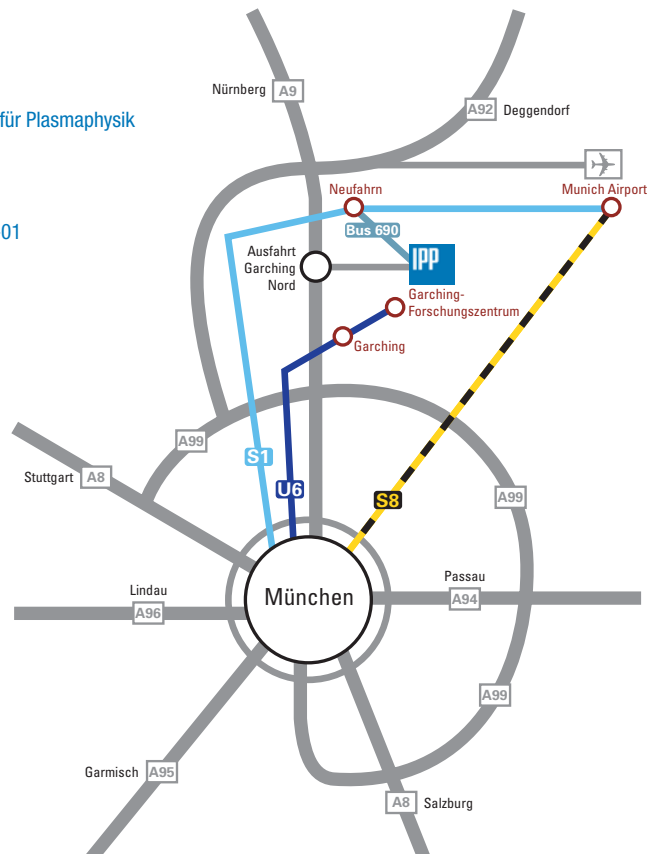 Nürnberg
A9
A92
Deggendorf
für Plasmaphysik
Neufahrn
Munich Airport
Bus 690
01
Ausfahrt
Garching
Nord
IPP
Garching-
Forschungszentrum
Garching
A99
S1
Stuttgart
A8
U6
S8
A99
München
Passau
Lindau
A94
A96
A99
Garmisch
A95
A8
Salzburg